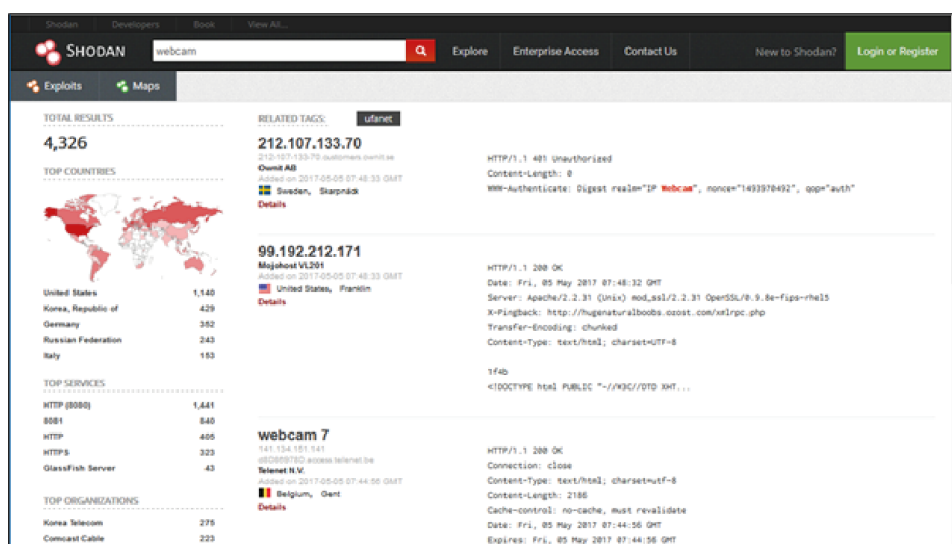 Shodan Developers Book View All...
SHODAN webcam Explore Enterprise Access Contact Us New to Shodan? Login or Register
Exploits Maps
TOTAL RESULTS
4,326
TOP COUNTRIES
United States 1,140
Korea, Republic of 429
Germany 352
Russian Federation 243
Italy 153
TOP SERVICES
HTTP (8080) 1,441
8081 840
HTTP 405
HTTPS 323
GlassFish Server 43
TOP ORGANIZATIONS
Korea Telecom 275
Comcast Cable 223
RELATED TAGS: ufanet
212.107.133.70
212-107-133-70.customers.ownit.se
Ownit AB
Added on 2017-05-05 07:48:33 GMT
Sweden, Skarpnäck
Details
HTTP/1.1 401 Unauthorized
Content-Length: 0
WWW-Authenticate: Digest realm="IP Webcam", nonce="1493970492", qop="auth"
99.192.212.171
Mojohost VL201
Added on 2017-05-05 07:48:33 GMT
United States, Franklin
Details
HTTP/1.1 200 OK
Date: Fri, 05 May 2017 07:48:32 GMT
Server: Apache/2.2.31 (Unix) mod_ssl/2.2.31 OpenSSL/0.9.8e-fips-rhel5
X-Pingback: http://hugenaturalboobs.ozost.com/xmlrpc.php
Transfer-Encoding: chunked
Content-Type: text/html; charset=UTF-8
1f4b
<!DOCTYPE html PUBLIC "-//W3C//DTD XHT...
webcam 7
141.134.151.141
Telenet N.V.
Added on 2017-05-05 07:44:56 GMT
Belgium, Gent
Details
HTTP/1.1 200 OK
Connection: close
Content-Type: text/html; charset=utf-8
Content-Length: 2186
Cache-control: no-cache, must revalidate
Date: Fri, 05 May 2017 07:44:56 GMT
Expires: Fri, 05 May 2017 07:44:56 GMT